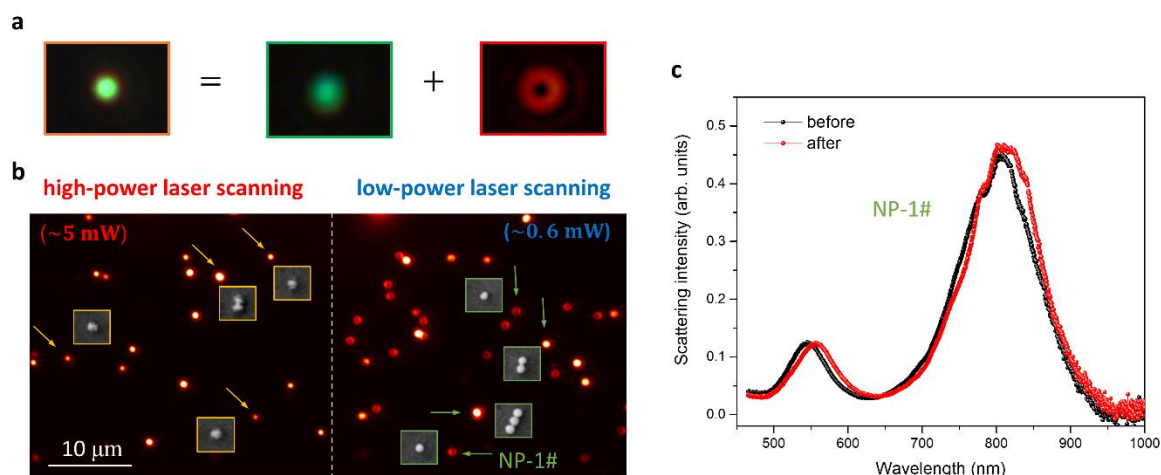 a
=
+
b
high-power laser scanning
low-power laser scanning
(~5 mW)
(~0.6 mW)
NP-1#
10 μm
c
before
after
NP-1#
Scattering intensity (arb. units)
0.5
0.4
0.3
0.2
0.1
0.0
500 600 700 800 900 1000
Wavelength (nm)